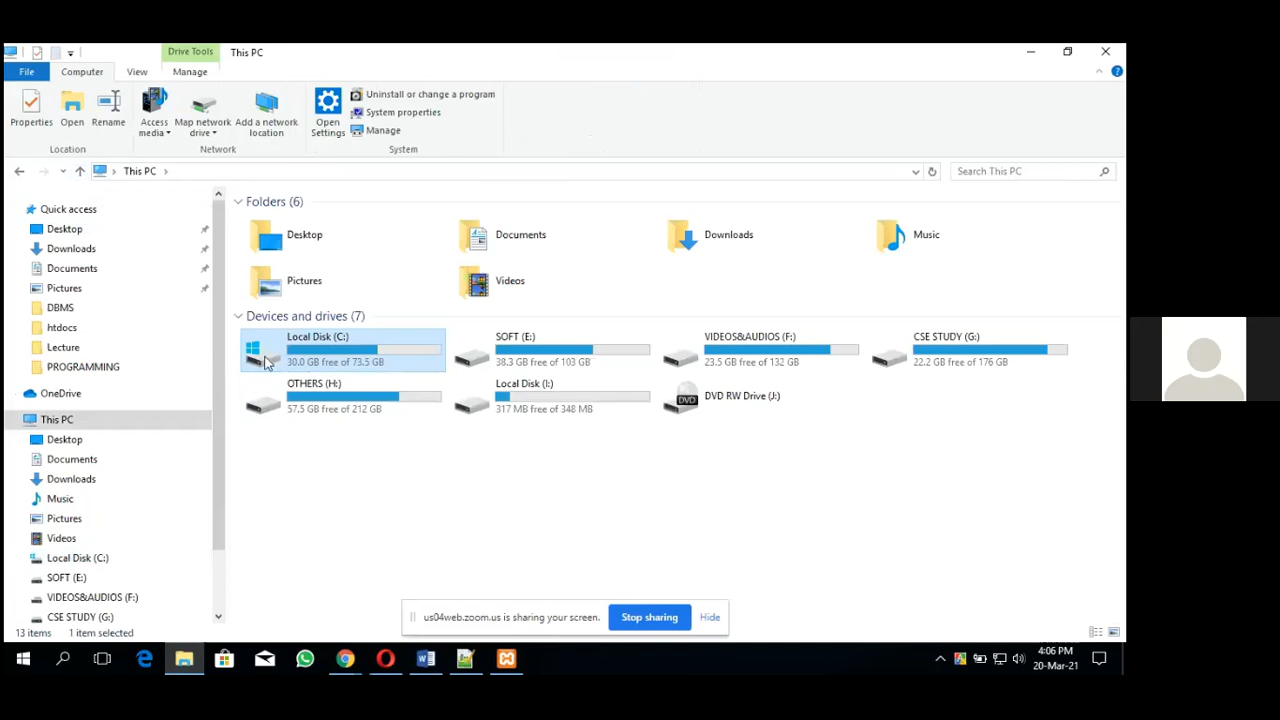 Drive Tools
This PC
File
Computer
View
Manage
Properties
Open
Rename
Access media
Map network drive
Add a network location
Open Settings
Uninstall or change a program
System properties
Manage
Location
Network
System
This PC
Search This PC
Quick access
Desktop
Downloads
Documents
Pictures
DBMS
htdocs
Lecture
PROGRAMMING
OneDrive
This PC
Desktop
Documents
Downloads
Music
Pictures
Videos
Local Disk (C:)
SOFT (E:)
VIDEOS&AUDIOS (F:)
CSE STUDY (G:)
Folders (6)
Desktop
Documents
Downloads
Music
Pictures
Videos
Devices and drives (7)
Local Disk (C:)
30.0 GB free of 73.5 GB
SOFT (E:)
38.3 GB free of 103 GB
VIDEOS&AUDIOS (F:)
23.5 GB free of 132 GB
CSE STUDY (G:)
22.2 GB free of 176 GB
OTHERS (H:)
57.5 GB free of 212 GB
Local Disk (I:)
317 MB free of 348 MB
DVD
DVD RW Drive (J:)
us04web.zoom.us is sharing your screen.
Stop sharing
Hide
13 items
1 item selected
4:06 PM
20-Mar-21